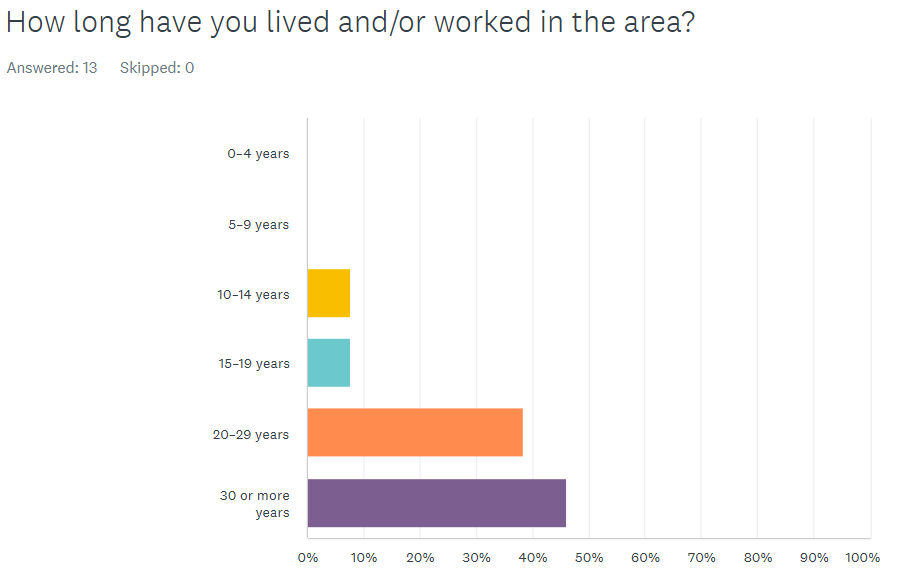 How long have you lived and/or worked in the area?
Answered: 13 Skipped: 0
0–4 years
5–9 years
10–14 years
15–19 years
20–29 years
30 or more
years
0% 10% 20% 30% 40% 50% 60% 70% 80% 90% 100%